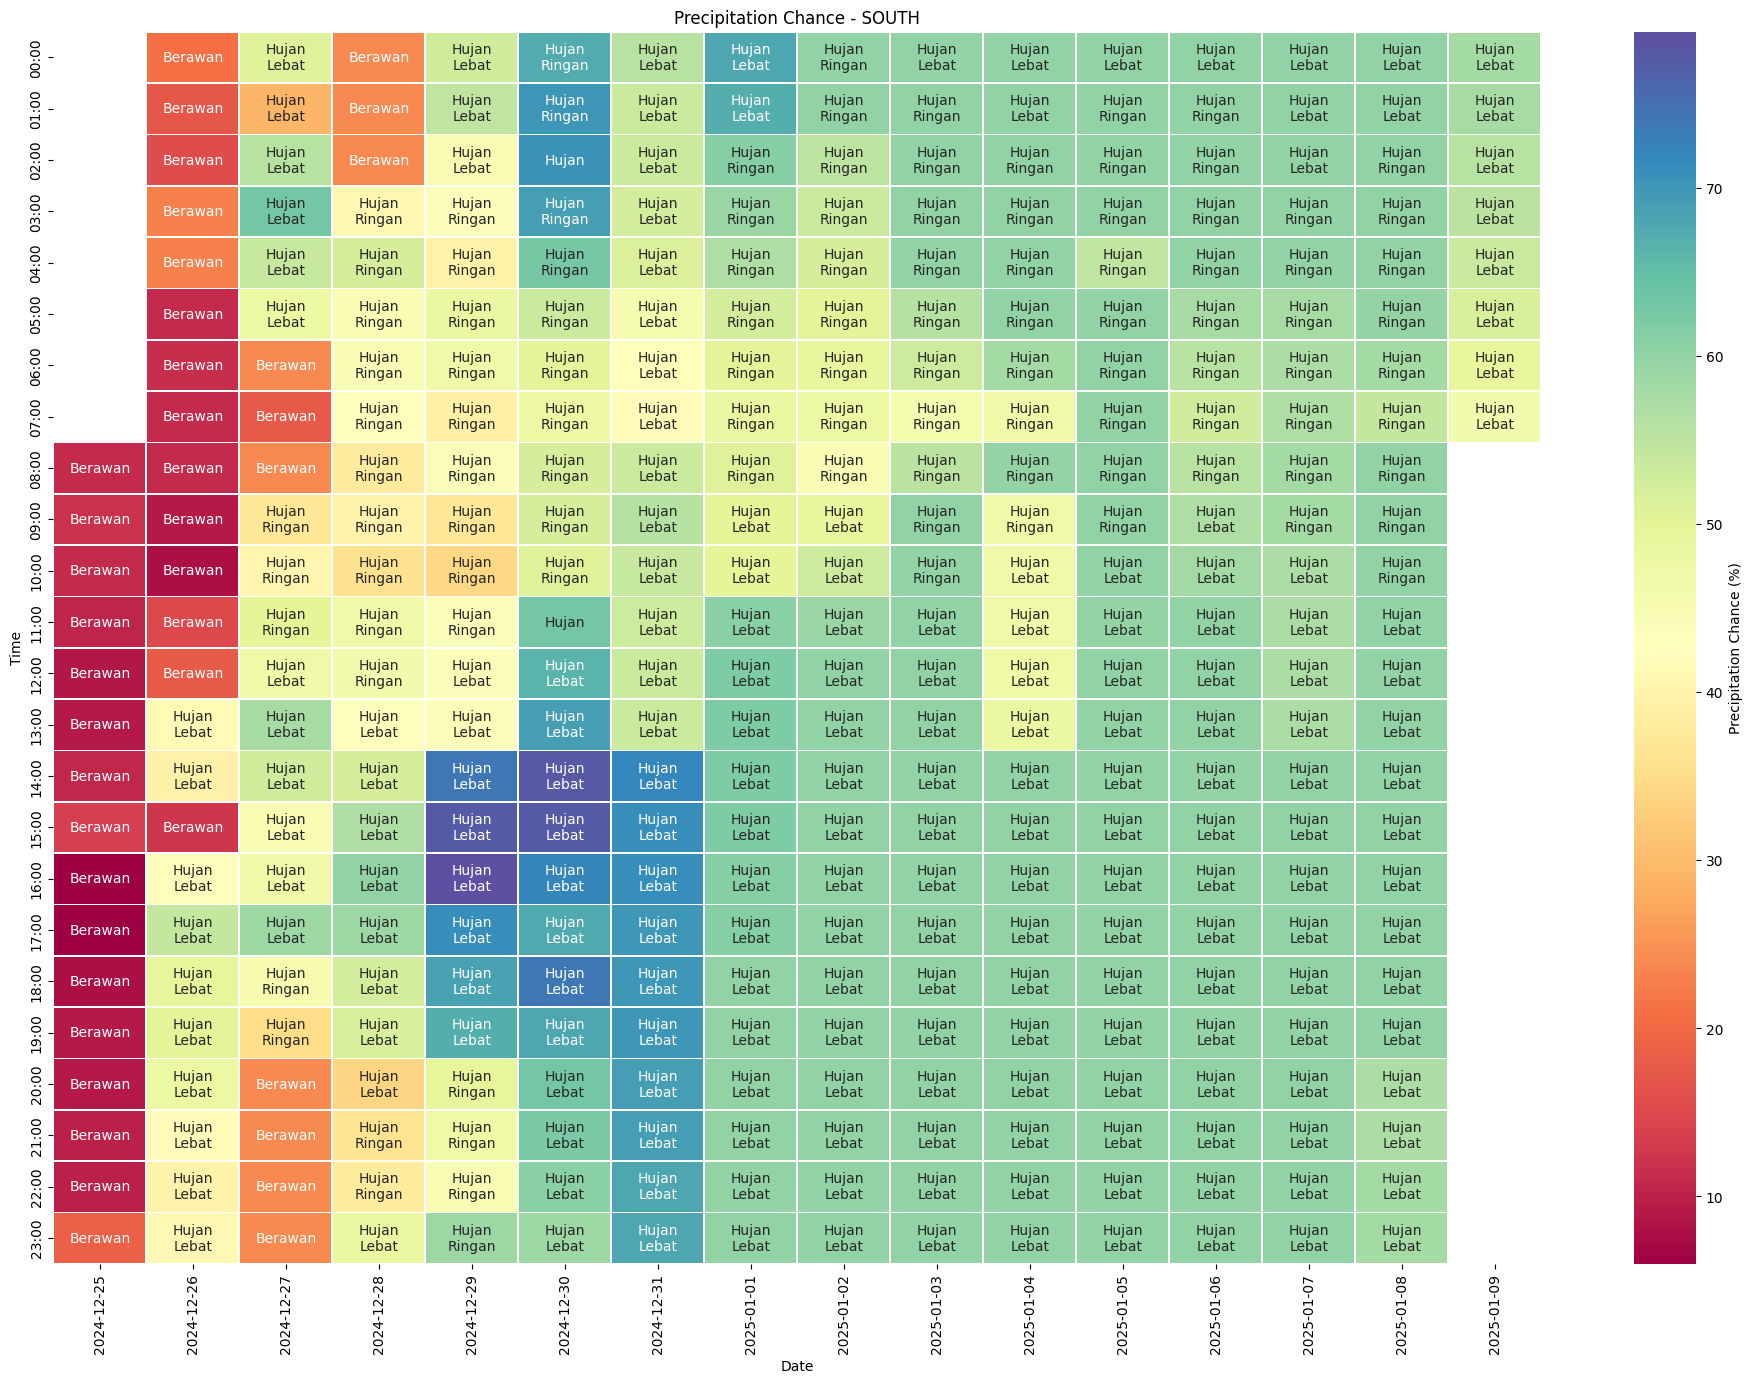 Precipitation Chance - SOUTH
00:00 Berawan Hujan Lebat Berawan Hujan Lebat Hujan Ringan Hujan Lebat Hujan Lebat Hujan Ringan Hujan Lebat Hujan Lebat Hujan Lebat Hujan Lebat Hujan Lebat Hujan Lebat Hujan Lebat
01:00 Berawan Hujan Lebat Berawan Hujan Lebat Hujan Ringan Hujan Lebat Hujan Lebat Hujan Ringan Hujan Ringan Hujan Lebat Hujan Ringan Hujan Ringan Hujan Lebat Hujan Lebat Hujan Lebat
02:00 Berawan Hujan Lebat Berawan Hujan Lebat Hujan Hujan Lebat Hujan Ringan Hujan Ringan Hujan Ringan Hujan Ringan Hujan Ringan Hujan Ringan Hujan Lebat Hujan Ringan Hujan Lebat
03:00 Berawan Hujan Lebat Hujan Ringan Hujan Ringan Hujan Ringan Hujan Lebat Hujan Ringan Hujan Ringan Hujan Ringan Hujan Ringan Hujan Ringan Hujan Ringan Hujan Ringan Hujan Ringan Hujan Lebat
04:00 Berawan Hujan Lebat Hujan Ringan Hujan Ringan Hujan Ringan Hujan Lebat Hujan Ringan Hujan Ringan Hujan Ringan Hujan Ringan Hujan Ringan Hujan Ringan Hujan Ringan Hujan Ringan Hujan Lebat
05:00 Berawan Hujan Lebat Hujan Ringan Hujan Ringan Hujan Ringan Hujan Lebat Hujan Ringan Hujan Ringan Hujan Ringan Hujan Ringan Hujan Ringan Hujan Ringan Hujan Ringan Hujan Ringan Hujan Lebat
06:00 Berawan Berawan Hujan Ringan Hujan Ringan Hujan Ringan Hujan Lebat Hujan Ringan Hujan Ringan Hujan Ringan Hujan Ringan Hujan Ringan Hujan Ringan Hujan Ringan Hujan Ringan Hujan Lebat
07:00 Berawan Berawan Hujan Ringan Hujan Ringan Hujan Ringan Hujan Lebat Hujan Ringan Hujan Ringan Hujan Ringan Hujan Ringan Hujan Ringan Hujan Ringan Hujan Ringan Hujan Ringan Hujan Lebat
08:00 Berawan Berawan Berawan Hujan Ringan Hujan Ringan Hujan Ringan Hujan Lebat Hujan Ringan Hujan Ringan Hujan Ringan Hujan Ringan Hujan Ringan Hujan Ringan Hujan Ringan Hujan Ringan
09:00 Berawan Berawan Hujan Ringan Hujan Ringan Hujan Ringan Hujan Ringan Hujan Lebat Hujan Lebat Hujan Lebat Hujan Ringan Hujan Ringan Hujan Ringan Hujan Lebat Hujan Ringan Hujan Ringan
10:00 Berawan Berawan Hujan Ringan Hujan Ringan Hujan Ringan Hujan Ringan Hujan Lebat Hujan Lebat Hujan Lebat Hujan Ringan Hujan Lebat Hujan Lebat Hujan Lebat Hujan Lebat Hujan Ringan
11:00 Berawan Berawan Hujan Ringan Hujan Ringan Hujan Ringan Hujan Hujan Lebat Hujan Lebat Hujan Lebat Hujan Lebat Hujan Lebat Hujan Lebat Hujan Lebat Hujan Lebat Hujan Lebat
12:00 Berawan Berawan Hujan Lebat Hujan Ringan Hujan Lebat Hujan Lebat Hujan Lebat Hujan Lebat Hujan Lebat Hujan Lebat Hujan Lebat Hujan Lebat Hujan Lebat Hujan Lebat Hujan Lebat
13:00 Berawan Hujan Lebat Hujan Lebat Hujan Lebat Hujan Lebat Hujan Lebat Hujan Lebat Hujan Lebat Hujan Lebat Hujan Lebat Hujan Lebat Hujan Lebat Hujan Lebat Hujan Lebat Hujan Lebat
14:00 Berawan Hujan Lebat Hujan Lebat Hujan Lebat Hujan Lebat Hujan Lebat Hujan Lebat Hujan Lebat Hujan Lebat Hujan Lebat Hujan Lebat Hujan Lebat Hujan Lebat Hujan Lebat Hujan Lebat
15:00 Berawan Berawan Hujan Lebat Hujan Lebat Hujan Lebat Hujan Lebat Hujan Lebat Hujan Lebat Hujan Lebat Hujan Lebat Hujan Lebat Hujan Lebat Hujan Lebat Hujan Lebat Hujan Lebat
16:00 Berawan Hujan Lebat Hujan Lebat Hujan Lebat Hujan Lebat Hujan Lebat Hujan Lebat Hujan Lebat Hujan Lebat Hujan Lebat Hujan Lebat Hujan Lebat Hujan Lebat Hujan Lebat Hujan Lebat
17:00 Berawan Hujan Lebat Hujan Lebat Hujan Lebat Hujan Lebat Hujan Lebat Hujan Lebat Hujan Lebat Hujan Lebat Hujan Lebat Hujan Lebat Hujan Lebat Hujan Lebat Hujan Lebat Hujan Lebat
18:00 Berawan Hujan Lebat Hujan Ringan Hujan Lebat Hujan Lebat Hujan Lebat Hujan Lebat Hujan Lebat Hujan Lebat Hujan Lebat Hujan Lebat Hujan Lebat Hujan Lebat Hujan Lebat Hujan Lebat
19:00 Berawan Hujan Lebat Hujan Ringan Hujan Lebat Hujan Lebat Hujan Lebat Hujan Lebat Hujan Lebat Hujan Lebat Hujan Lebat Hujan Lebat Hujan Lebat Hujan Lebat Hujan Lebat Hujan Lebat
20:00 Berawan Hujan Lebat Berawan Hujan Lebat Hujan Ringan Hujan Lebat Hujan Lebat Hujan Lebat Hujan Lebat Hujan Lebat Hujan Lebat Hujan Lebat Hujan Lebat Hujan Lebat Hujan Lebat
21:00 Berawan Hujan Lebat Berawan Hujan Ringan Hujan Ringan Hujan Lebat Hujan Lebat Hujan Lebat Hujan Lebat Hujan Lebat Hujan Lebat Hujan Lebat Hujan Lebat Hujan Lebat Hujan Lebat
22:00 Berawan Hujan Lebat Berawan Hujan Ringan Hujan Ringan Hujan Lebat Hujan Lebat Hujan Lebat Hujan Lebat Hujan Lebat Hujan Lebat Hujan Lebat Hujan Lebat Hujan Lebat Hujan Lebat
23:00 Berawan Hujan Lebat Berawan Hujan Lebat Hujan Ringan Hujan Lebat Hujan Lebat Hujan Lebat Hujan Lebat Hujan Lebat Hujan Lebat Hujan Lebat Hujan Lebat Hujan Lebat Hujan Lebat
Time
2024-12-25 2024-12-26 2024-12-27 2024-12-28 2024-12-29 2024-12-30 2024-12-31 2025-01-01 2025-01-02 2025-01-03 2025-01-04 2025-01-05 2025-01-06 2025-01-07 2025-01-08 2025-01-09
Date
70
60
50
40
30
20
10
Precipitation Chance (%)